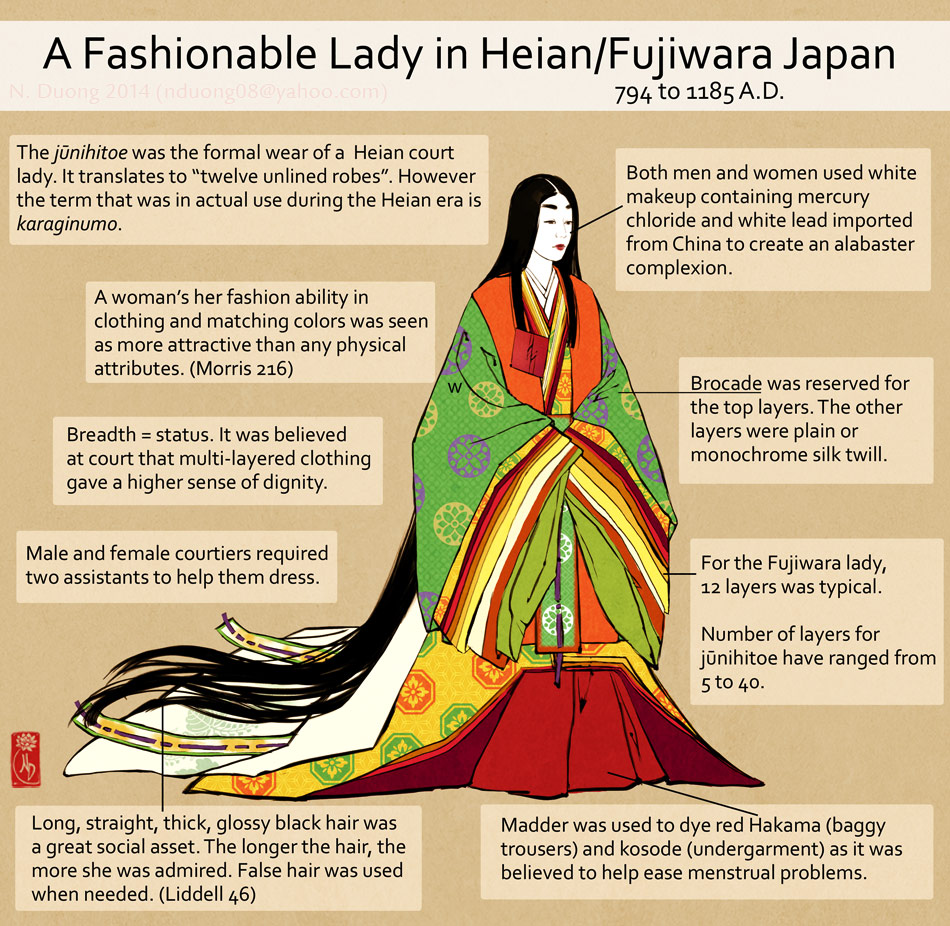 A Fashionable Lady in Heian/Fujiwara Japan
N. Duong 2014 (nduong08@yahoo.com)
794 to 1185 A.D.
The jūnihitoe was the formal wear of a Heian court
lady. It translates to “twelve unlined robes”. However
the term that was in actual use during the Heian era is
karaginumo.
Both men and women used white
makeup containing mercury
chloride and white lead imported
from China to create an alabaster
complexion.
A woman’s her fashion ability in
clothing and matching colors was seen
as more attractive than any physical
attributes. (Morris 216)
W
Brocade was reserved for
the top layers. The other
layers were plain or
monochrome silk twill.
Breadth = status. It was believed
at court that multi-layered clothing
gave a higher sense of dignity.
Male and female courtiers required
two assistants to help them dress.
For the Fujiwara lady,
12 layers was typical.
Number of layers for
jūnihitoe have ranged from
5 to 40.
Long, straight, thick, glossy black hair was
a great social asset. The longer the hair, the
more she was admired. False hair was used
when needed. (Liddell 46)
Madder was used to dye red Hakama (baggy
trousers) and kosode (undergarment) as it was
believed to help ease menstrual problems.